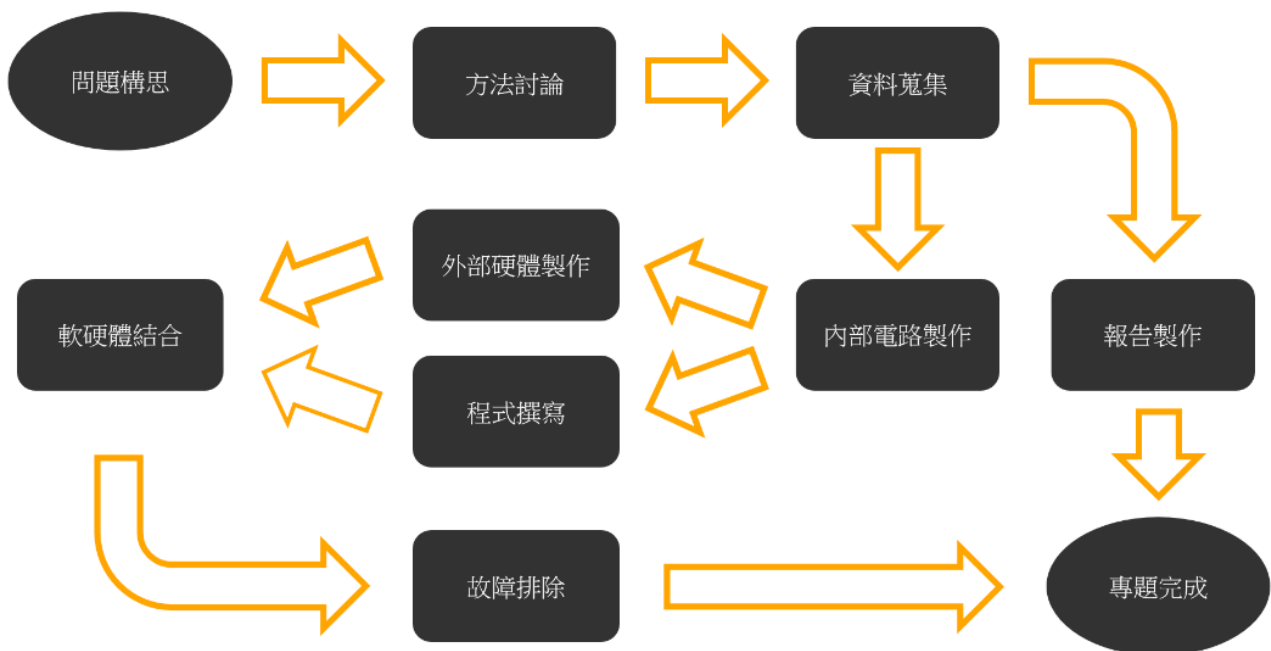 問題構思
方法討論
資料蒐集
外部硬體製作
軟硬體結合
內部電路製作
報告製作
程式撰寫
故障排除
專題完成